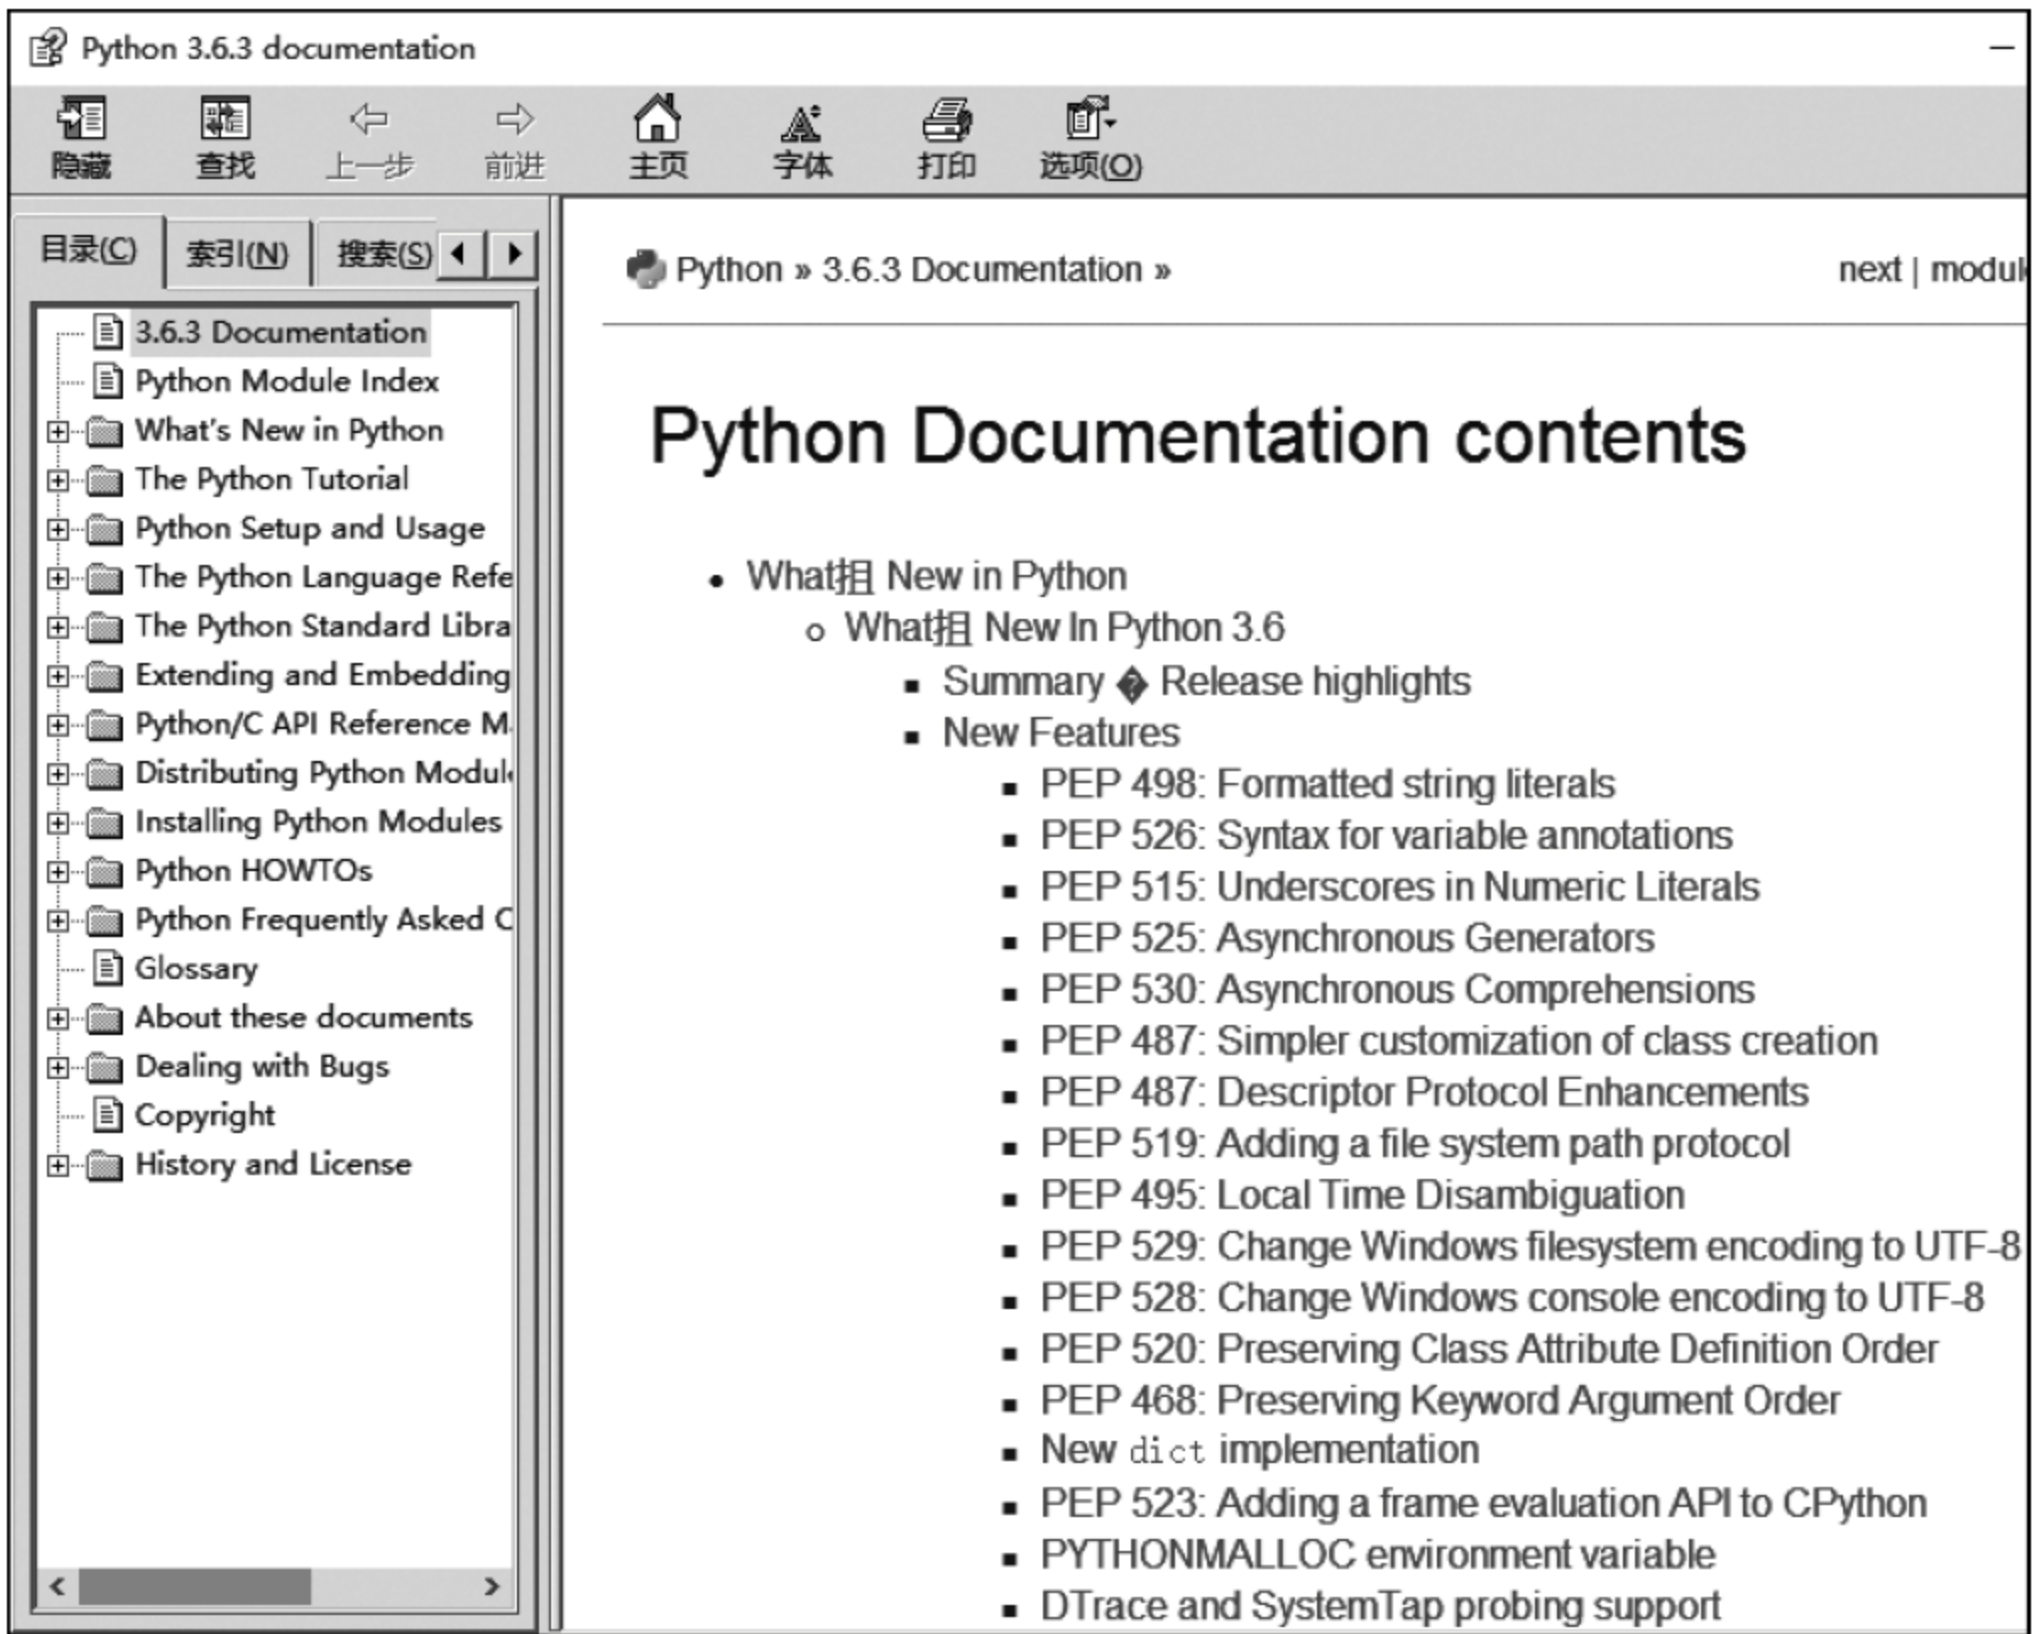 Python 3.6.3 documentation
隐藏 查找 上一步 前进 主页 字体 打印 选项(O)
目录(C) 索引(N) 搜索(S)
3.6.3 Documentation
Python Module Index
What's New in Python
The Python Tutorial
Python Setup and Usage
The Python Language Refe
The Python Standard Libra
Extending and Embedding
Python/C API Reference M
Distributing Python Modul
Installing Python Modules
Python HOWTOs
Python Frequently Asked
Glossary
About these documents
Dealing with Bugs
Copyright
History and License
Python » 3.6.3 Documentation »
next | modul
Python Documentation contents
What抯 New in Python
What抯 New In Python 3.6
Summary � Release highlights
New Features
PEP 498: Formatted string literals
PEP 526: Syntax for variable annotations
PEP 515: Underscores in Numeric Literals
PEP 525: Asynchronous Generators
PEP 530: Asynchronous Comprehensions
PEP 487: Simpler customization of class creation
PEP 487: Descriptor Protocol Enhancements
PEP 519: Adding a file system path protocol
PEP 495: Local Time Disambiguation
PEP 529: Change Windows filesystem encoding to UTF-8
PEP 528: Change Windows console encoding to UTF-8
PEP 520: Preserving Class Attribute Definition Order
PEP 468: Preserving Keyword Argument Order
New dict implementation
PEP 523: Adding a frame evaluation API to CPython
PYTHONMALLOC environment variable
DTrace and SystemTap probing support